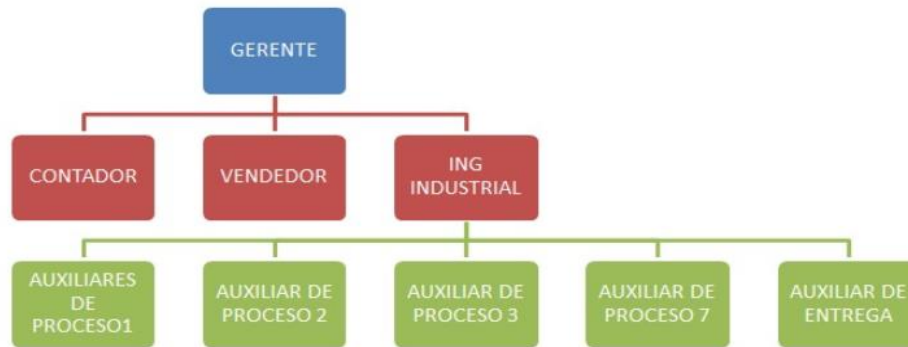 GERENTE
CONTADOR
VENDEDOR
ING
INDUSTRIAL
AUXILIARES
DE
PROCESO1
AUXILIAR DE
PROCESO 2
AUXILIAR DE
PROCESO 3
AUXILIAR DE
PROCESO 7
AUXILIAR DE
ENTREGA